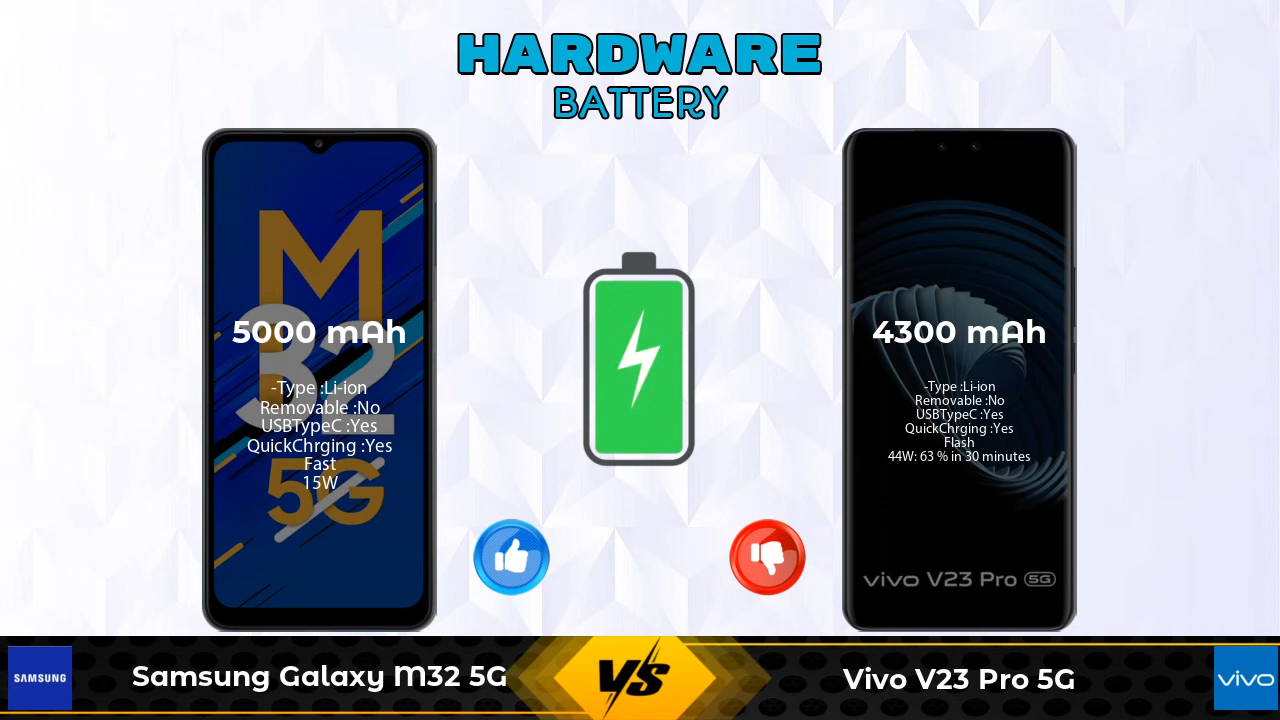 HARDWARE
BATTERY
M
32
5G
5000 mAh
-Type :Li-ion
Removable :No
USBTypeC :Yes
QuickChrging :Yes
Fast
15W
4300 mAh
-Type :Li-ion
Removable :No
USBTypeC :Yes
QuickChrging :Yes
Flash
44W: 63 % in 30 minutes
vivo V23 Pro 5G
SAMSUNG
Samsung Galaxy M32 5G
VS
Vivo V23 Pro 5G
vivo